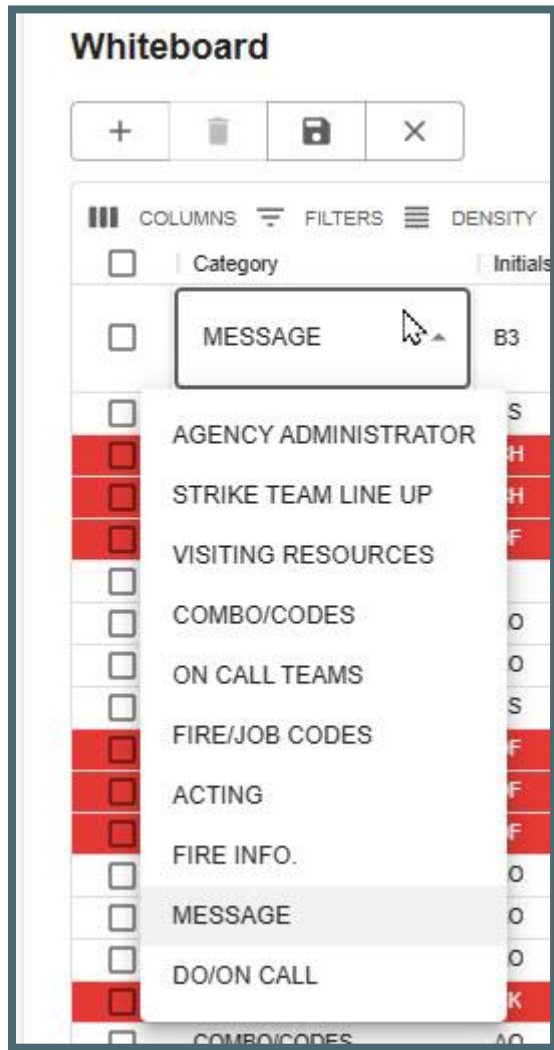 Whiteboard
COLUMNS FILTERS DENSITY
Category Initials
MESSAGE B3
S
AGENCY ADMINISTRATOR
H
STRIKE TEAM LINE UP H
F
VISITING RESOURCES
COMBO/CODES O
O
ON CALL TEAMS
S
FIRE/JOB CODES F
ACTING F
F
FIRE INFO.
O
MESSAGE O
O
DO/ON CALL
K
COMBO/CODES AO